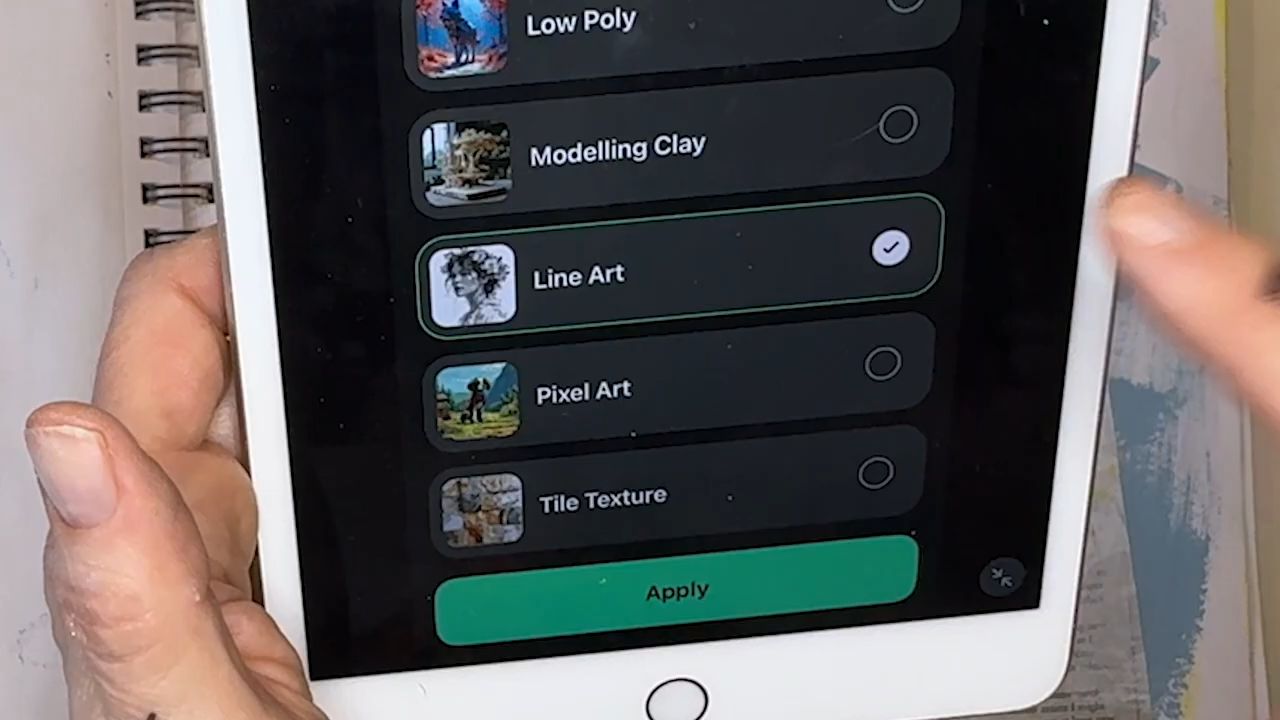 Low Poly
Modelling Clay
Line Art
Pixel Art
Tile Texture
Apply